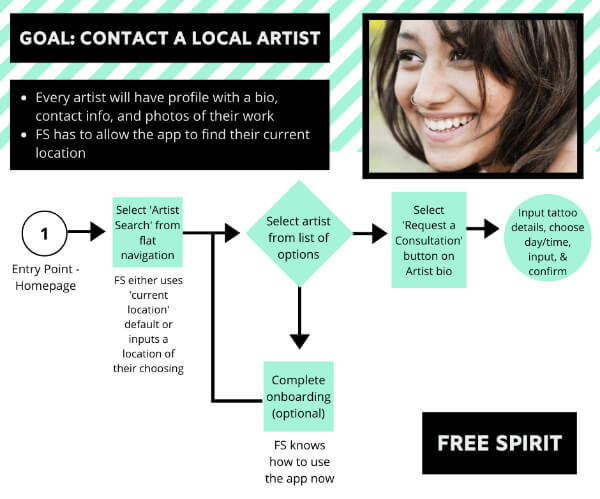 GOAL: CONTACT A LOCAL ARTIST
• Every artist will have profile with a bio,
contact info, and photos of their work
• FS has to allow the app to find their current
location
1
Entry Point -
Homepage
Select 'Artist
Search' from
flat
navigation
FS either uses
'current
location'
default or
inputs a
location of
their choosing
Select artist
from list of
options
Select
'Request a
Consultation'
button on
Artist bio
Input tattoo
details, choose
day/time,
input, &
confirm
Complete
onboarding
(optional)
FS knows
how to use
the app now
FREE SPIRIT